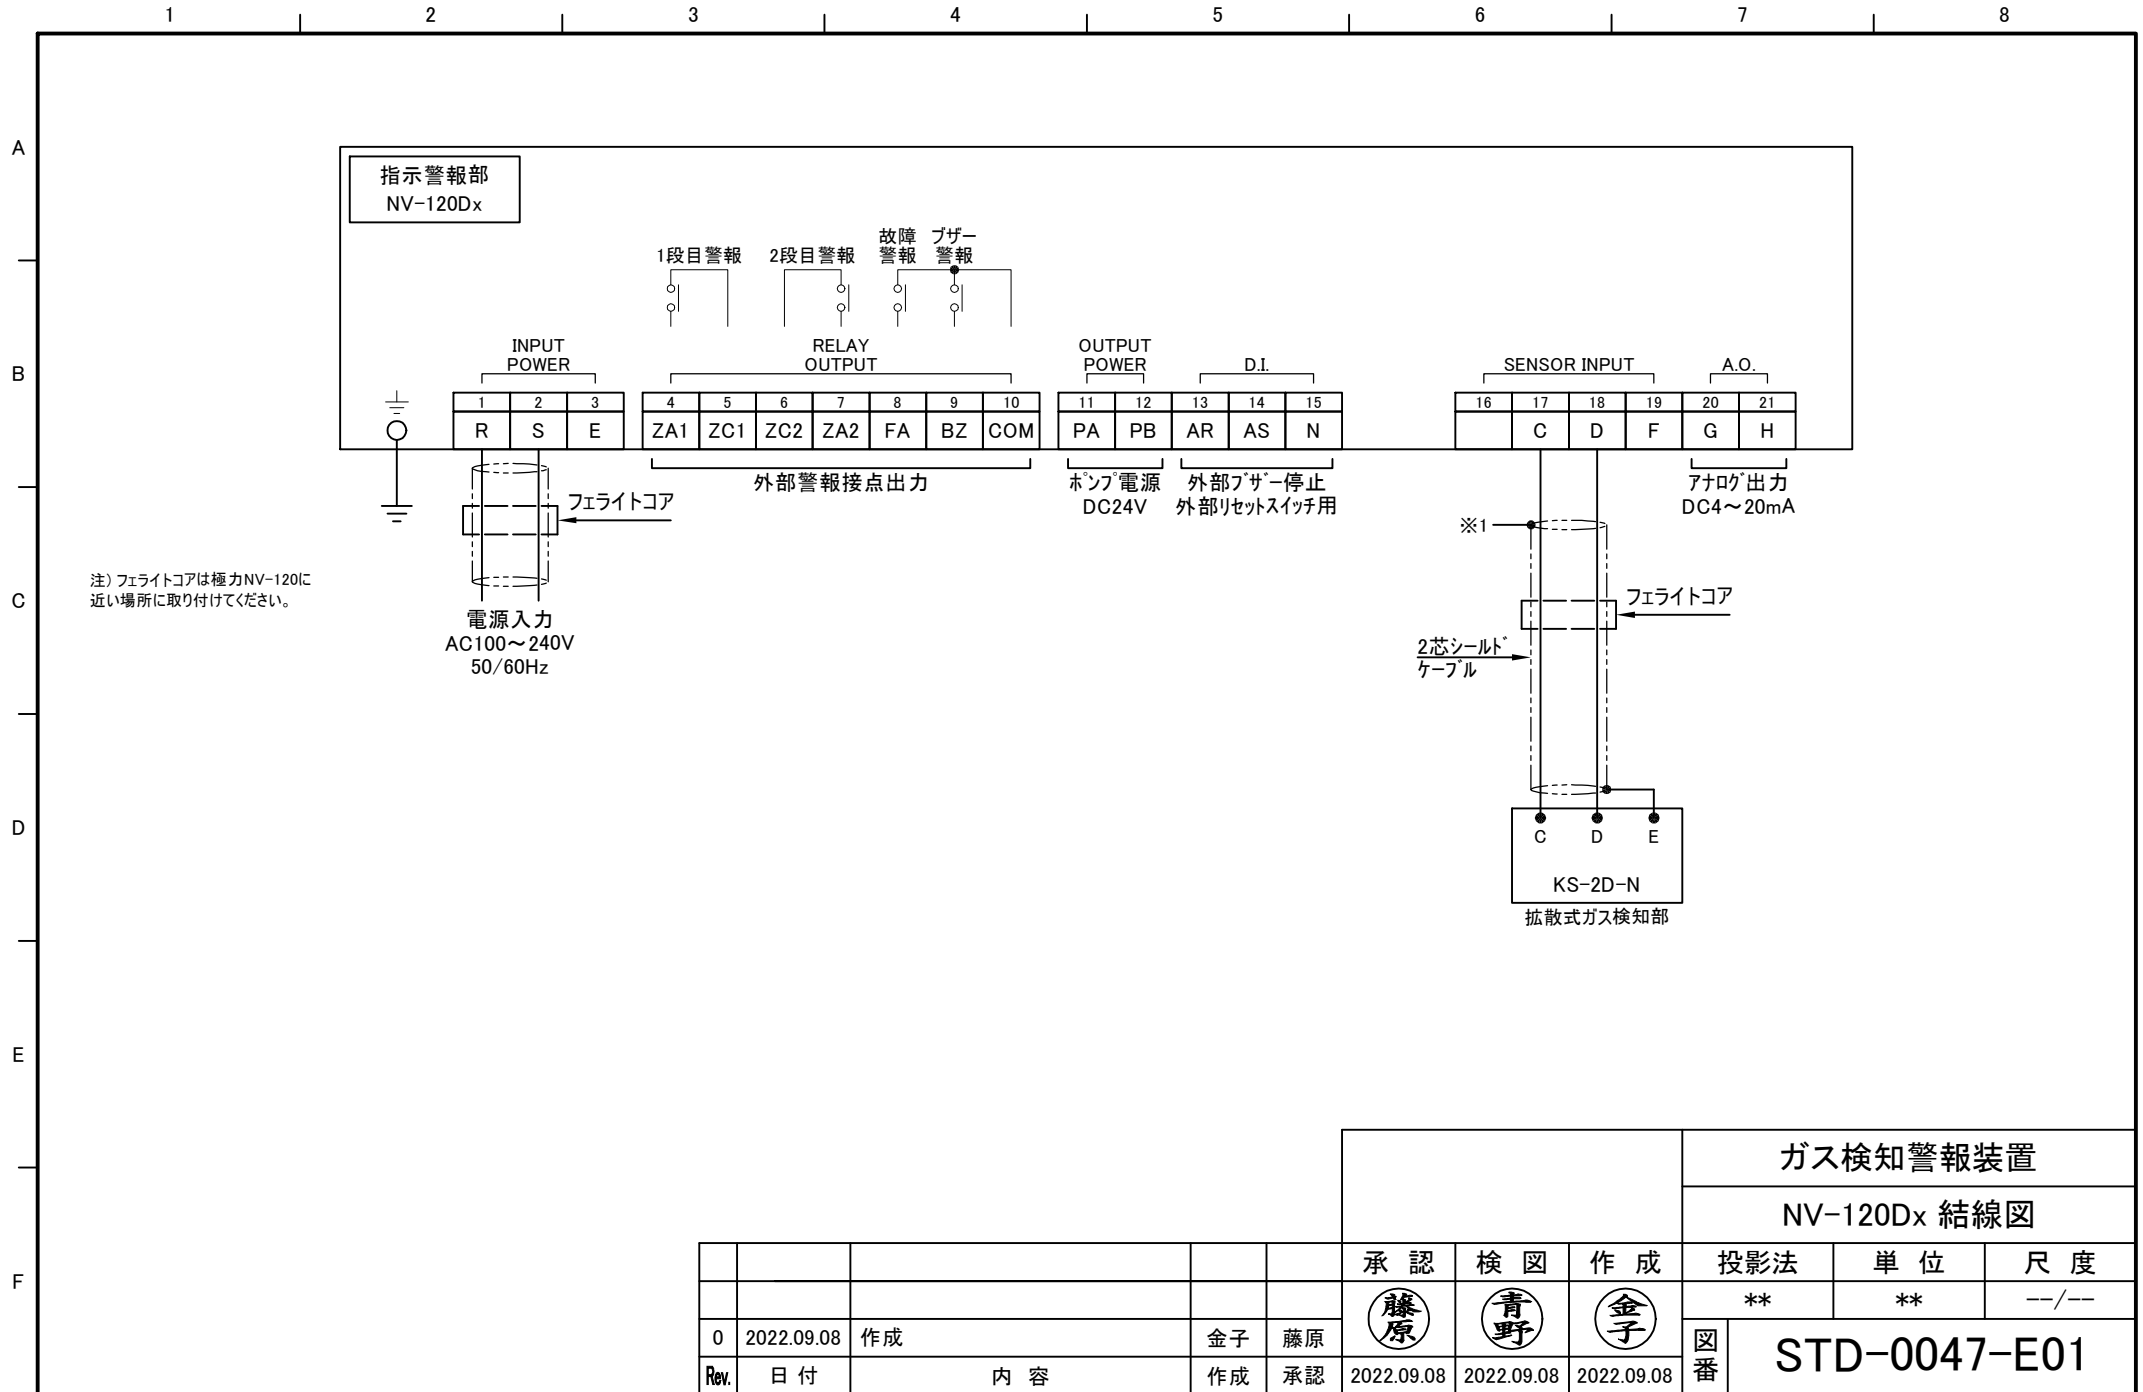 1 2 3 4 5 6 7 8
A
B
C
D
E
F
指示警報部
NV-120Dx
1段目警報
2段目警報
故障
警報
ブザー
警報
INPUT
POWER
RELAY
OUTPUT
OUTPUT
POWER
D.I.
SENSOR INPUT
A.O.
1 2 3 4 5 6 7 8 9 10 11 12 13 14 15 16 17 18 19 20 21
R S E ZA1 ZC1 ZC2 ZA2 FA BZ COM PA PB AR AS N C D F G H
外部警報接点出力
ポンプ電源
DC24V
外部ブザー停止
外部リセットスイッチ用
アナログ出力
DC4〜20mA
フェライトコア
※1
注）フェライトコアは極力NV-120に
近い場所に取り付けてください。
電源入力
AC100〜240V
50/60Hz
フェライトコア
2芯シールド
ケーブル
C D E
KS-2D-N
拡散式ガス検知部
ガス検知警報装置
NV-120Dx 結線図
承 認 検 図 作 成 投影法 単 位 尺 度
藤原 青野 金子 ** ** --/--
0 2022.09.08 作成 金子 藤原
Rev. 日 付 内 容 作成 承認 2022.09.08 2022.09.08 2022.09.08
図番 STD-0047-E01